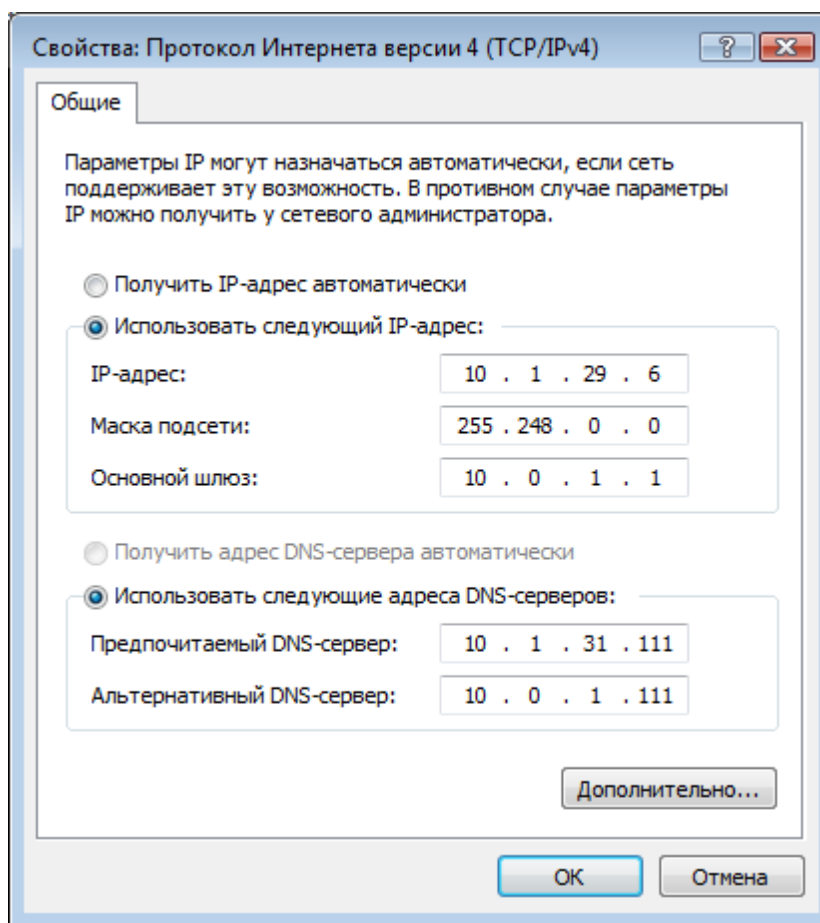 Свойства: Протокол Интернета версии 4 (TCP/IPv4)
Общие
Параметры IP могут назначаться автоматически, если сеть
поддерживает эту возможность. В противном случае параметры
IP можно получить у сетевого администратора.
Получить IP-адрес автоматически
Использовать следующий IP-адрес:
IP-адрес: 10 . 1 . 29 . 6
Маска подсети: 255 . 248 . 0 . 0
Основной шлюз: 10 . 0 . 1 . 1
Получить адрес DNS-сервера автоматически
Использовать следующие адреса DNS-серверов:
Предпочитаемый DNS-сервер: 10 . 1 . 31 . 111
Альтернативный DNS-сервер: 10 . 0 . 1 . 111
Дополнительно...
OK Отмена